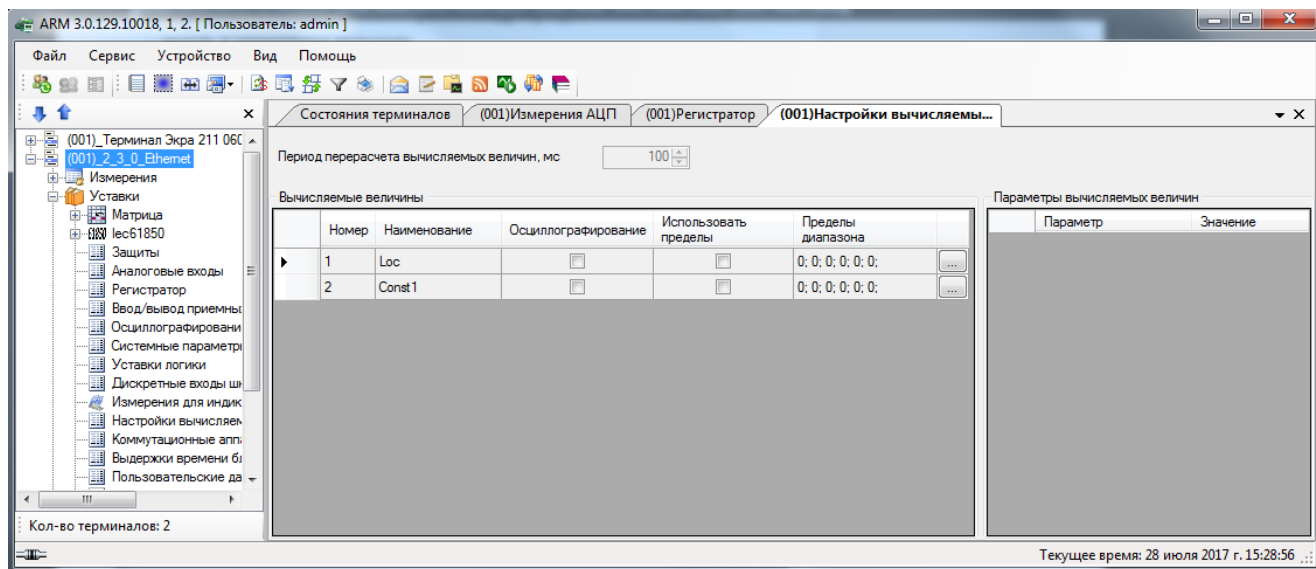 ARM 3.0.129.10018, 1, 2. [ Пользователь: admin ]
Файл Сервис Устройство Вид Помощь
Состояния терминалов (001)Измерения АЦП (001)Регистратор (001)Настройки вычисляемы...
(001)_Терминал Экра 211 060
(001)_2_3_0_Ethernet
Измерения
Уставки
Матрица
Iec61850
Защиты
Аналоговые входы
Регистратор
Ввод/вывод приемны
Осциллографировани
Системные параметры
Уставки логики
Дискретные входы шк
Измерения для индик
Настройки вычисляем
Коммутационные аппа
Выдержки времени бл
Пользовательские да
Кол-во терминалов: 2
Период перерасчета вычисляемых величин, мс 100
Вычисляемые величины
Номер Наименование Осциллографирование Использовать пределы Пределы диапазона
1 Loc 0; 0; 0; 0; 0; 0; ...
2 Const1 0; 0; 0; 0; 0; 0; ...
Параметры вычисляемых величин
Параметр Значение
Текущее время: 28 июля 2017 г. 15:28:56